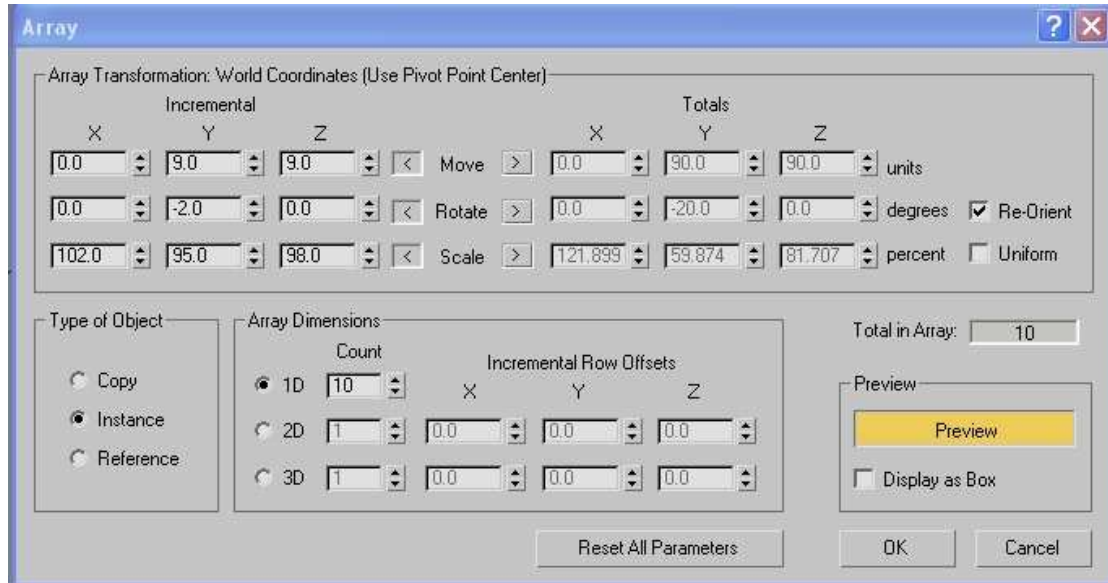 Array
Array Transformation: World Coordinates (Use Pivot Point Center)
Incremental Totals
X Y Z X Y Z
0.0 9.0 9.0 < Move > 0.0 90.0 90.0 units
0.0 -2.0 0.0 < Rotate > 0.0 -20.0 0.0 degrees Re-Orient
102.0 95.0 98.0 < Scale > 121.899 59.874 81.707 percent Uniform
Type of Object
Copy
Instance
Reference
Array Dimensions
Count
Incremental Row Offsets
1D 10 X Y Z
2D 1 0.0 0.0 0.0
3D 1 0.0 0.0 0.0
Total in Array: 10
Preview
Preview
Display as Box
Reset All Parameters OK Cancel